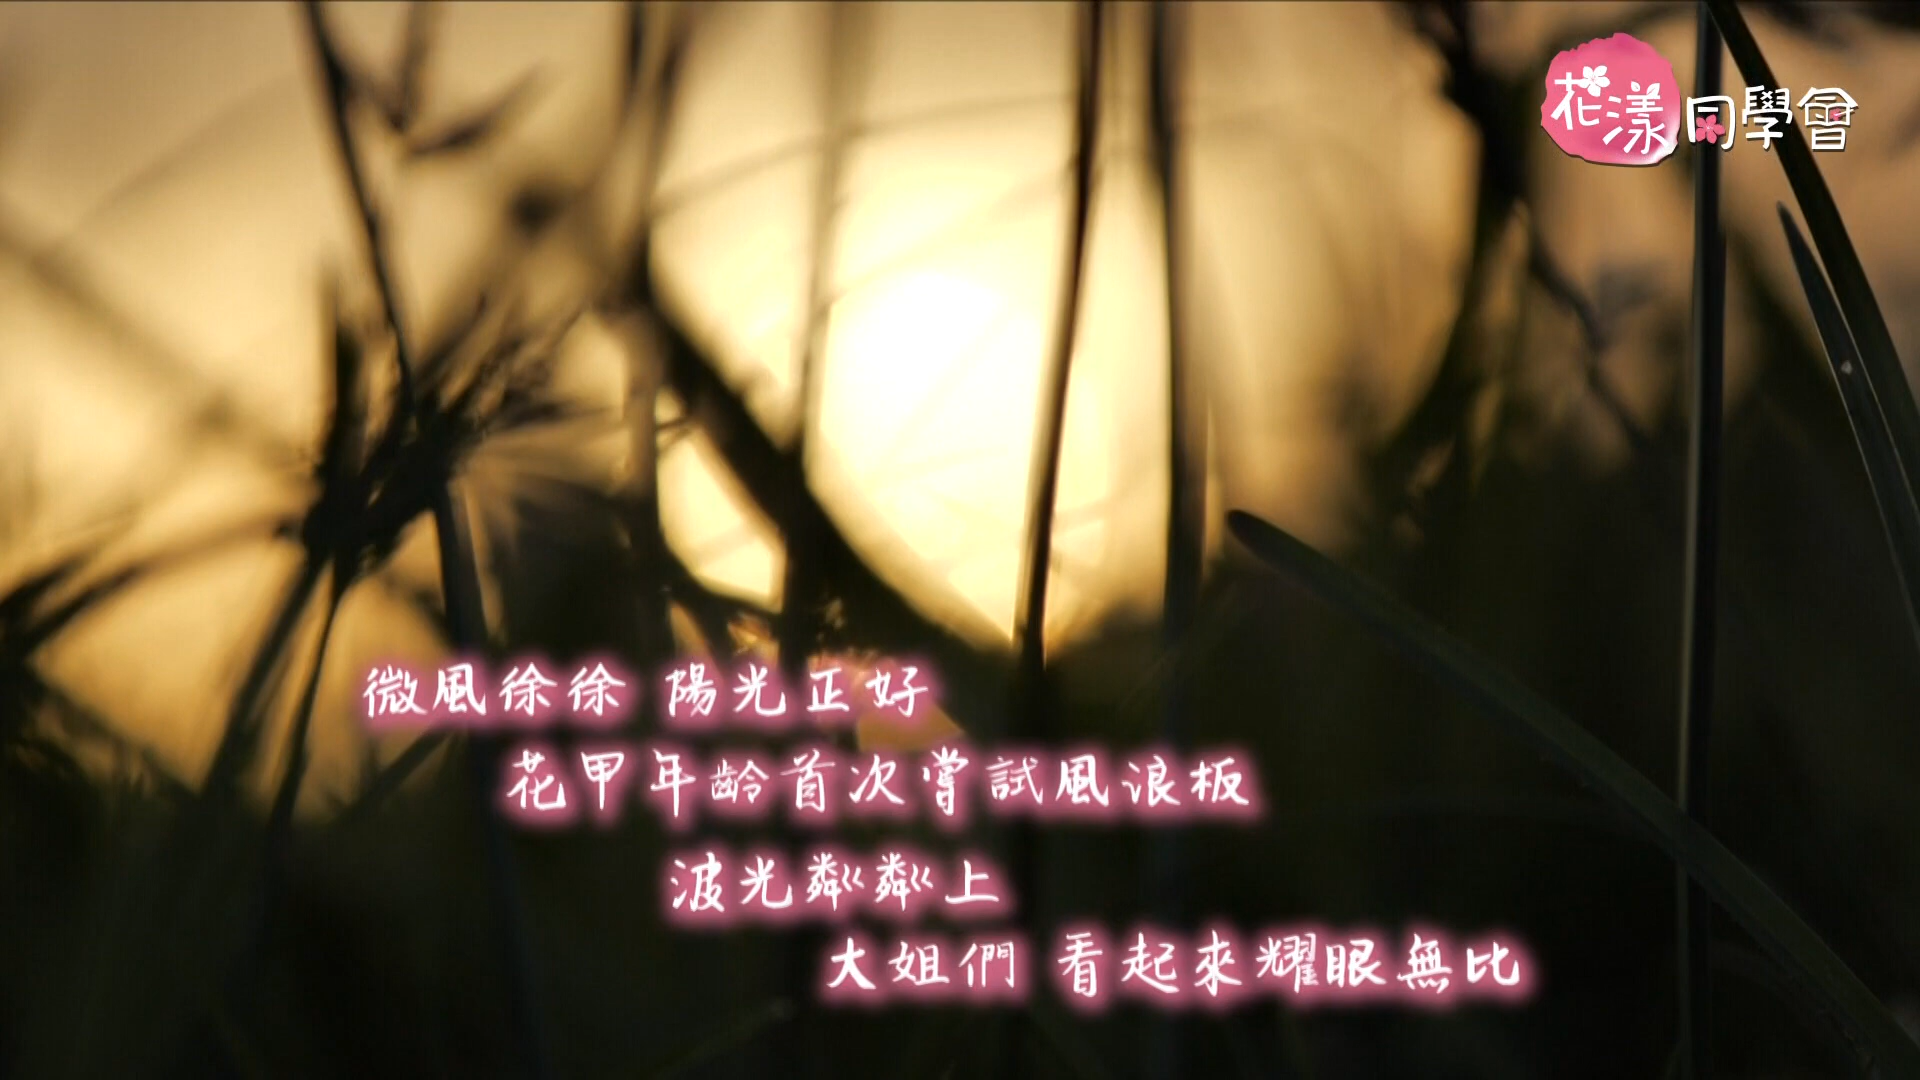 花漾同學會
微風徐徐 陽光正好
花甲年齡首次嘗試風浪板
波光粼粼上
大姐們 看起來耀眼無比